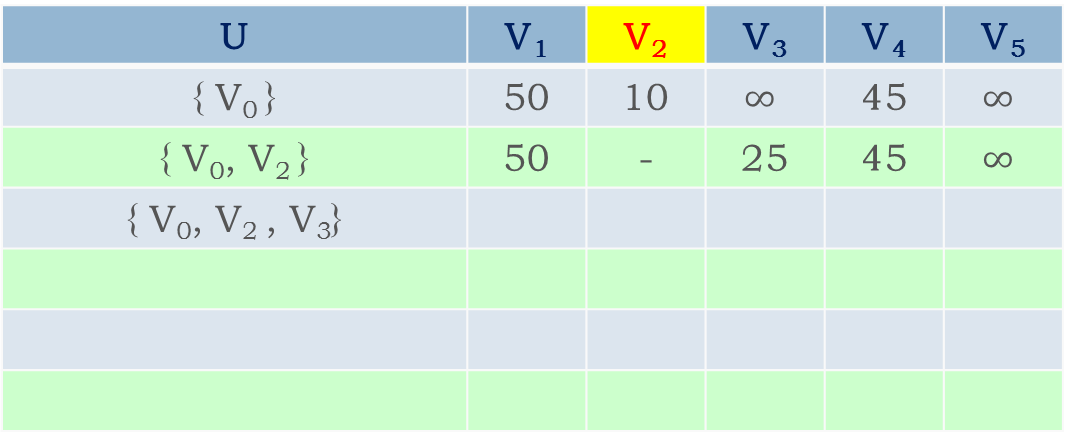 U V₁ V₂ V₃ V₄ V₅
{ V₀} 50 10 ∞ 45 ∞
{ V₀, V₂} 50 - 25 45 ∞
{ V₀, V₂ , V₃}